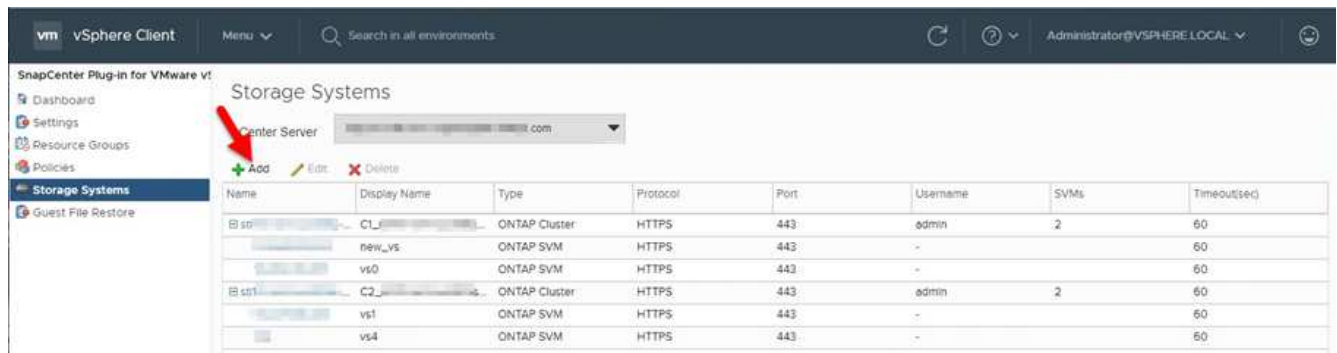 vm vSphere Client Menu Search in all environments Administrator@VSPHERE.LOCAL
SnapCenter Plug-in for VMware
Dashboard
Settings
Resource Groups
Policies
Storage Systems
Guest File Restore
Storage Systems
Center Server com
Add Edit Delete
Name Display Name Type Protocol Port Username SVMs Timeout(sec)
C1_ ONTAP Cluster HTTPS 443 admin 2 60
new_vs ONTAP SVM HTTPS 443 - 60
vs0 ONTAP SVM HTTPS 443 - 60
C2_ ONTAP Cluster HTTPS 443 admin 2 60
vs1 ONTAP SVM HTTPS 443 - 60
vs4 ONTAP SVM HTTPS 443 - 60